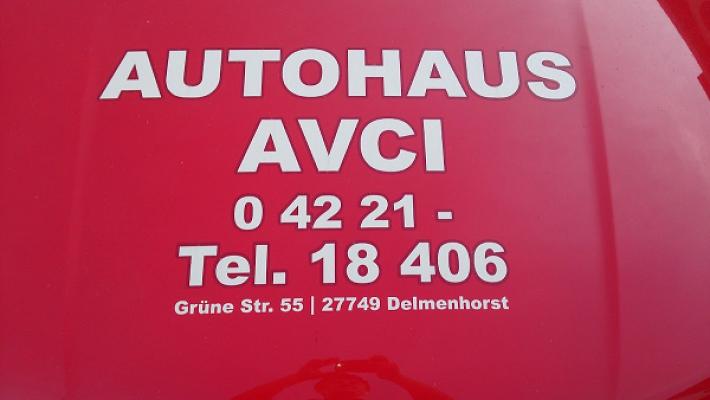 AUTOHAUS
AVCI
0 42 21 -
Tel. 18 406
Grüne Str. 55 | 27749 Delmenhorst